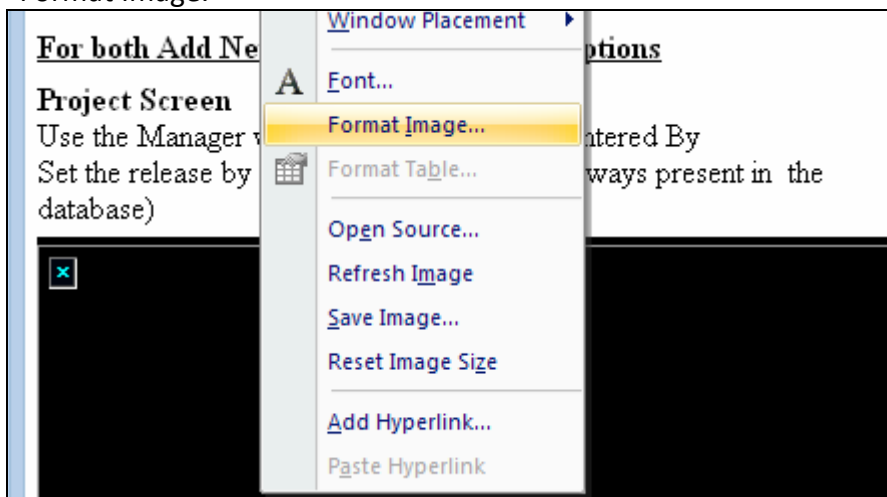 Format Image.
Window Placement
For both Add Ne ptions
Font...
Project Screen
Format Image...
Use the Manager ntered By
Format Table...
Set the release by ways present in the
database)
Open Source...
Refresh Image
Save Image...
Reset Image Size
Add Hyperlink...
Paste Hyperlink